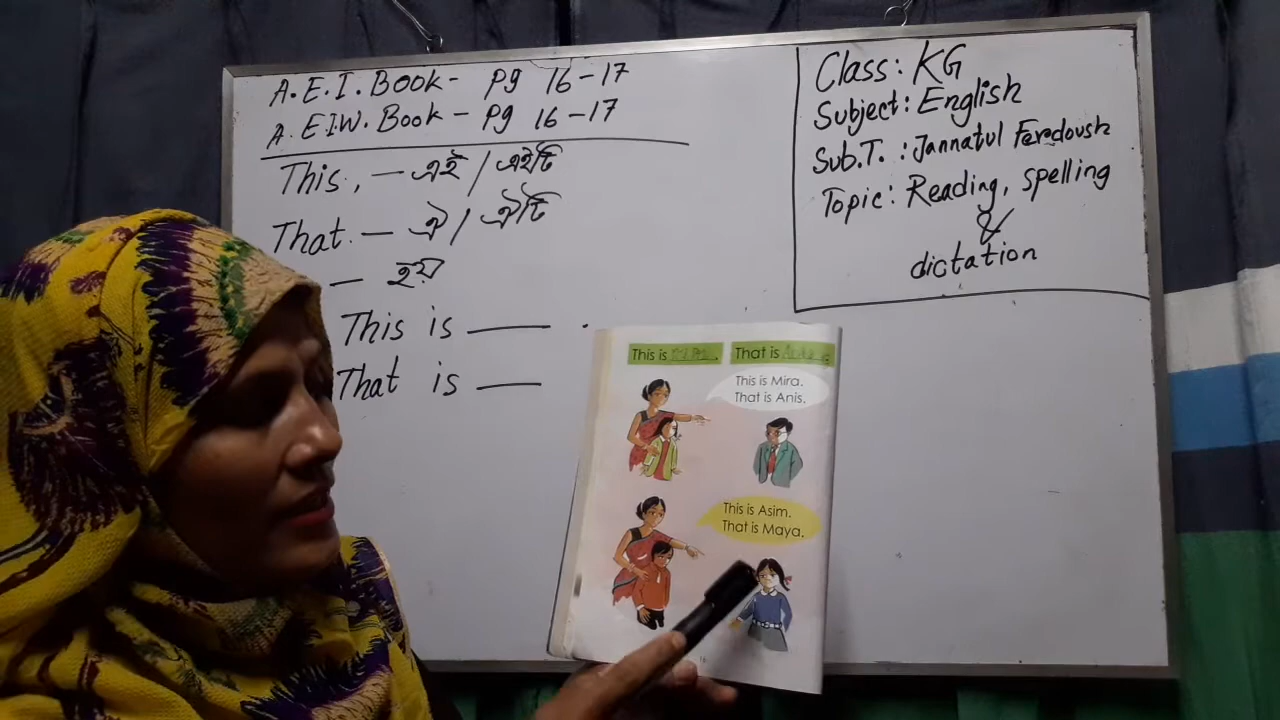 A. E. I. Book - Pg 16-17
A. E.I.W. Book - Pg 16-17
This, - এই / এইটি
That. - ঐ / ঐটি
- হয়
This is ___ .
That is ___
Class: KG
Subject: English
Sub.T. : Jannatul Feredoush
Topic: Reading, spelling
&
dictation
This is
That is
This is Mira.
That is Anis.
This is Asim.
That is Maya.
16